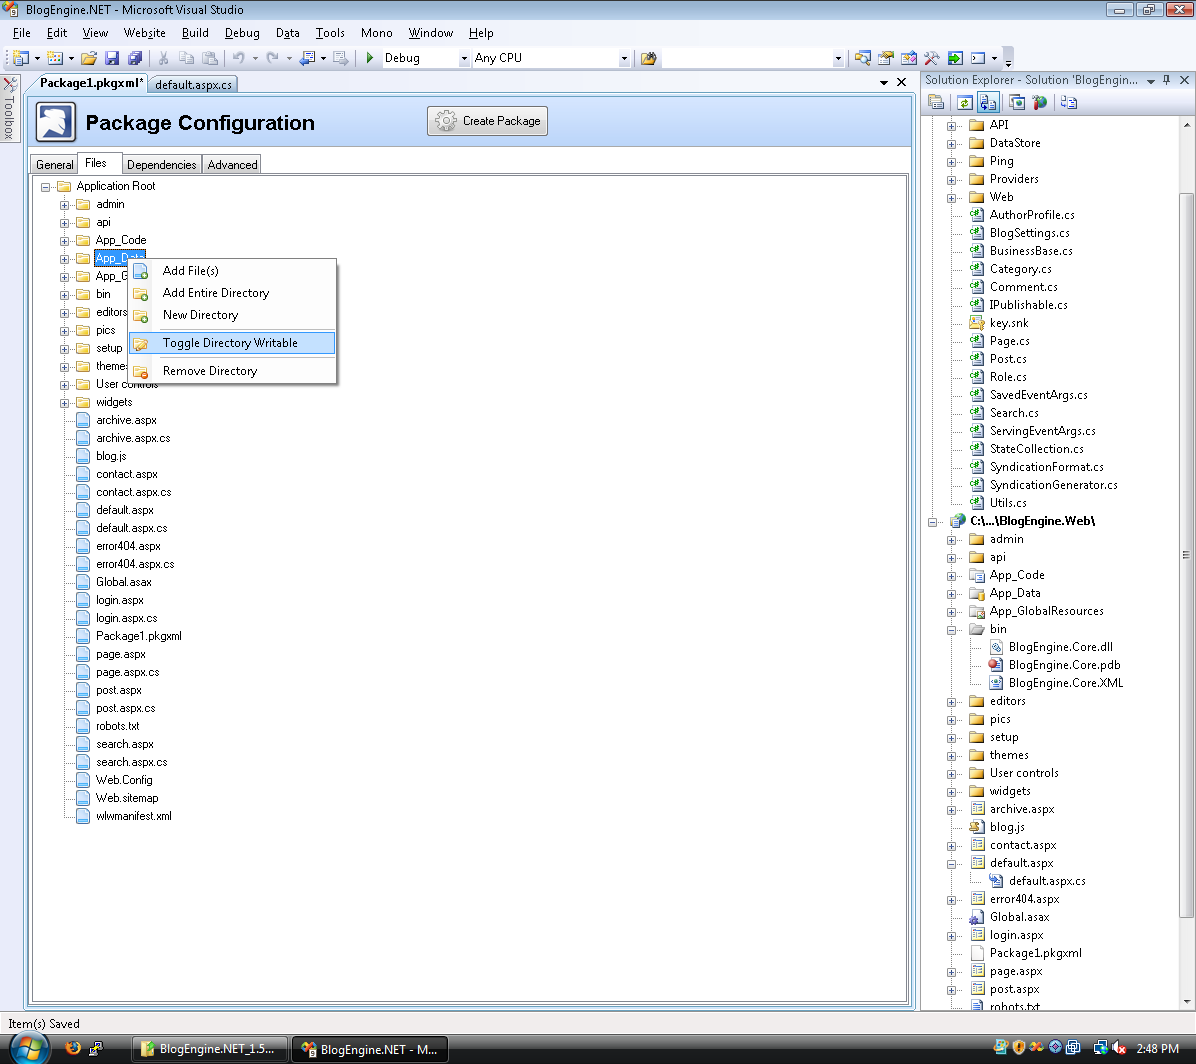 BlogEngine.NET - Microsoft Visual Studio
File Edit View Website Build Debug Data Tools Mono Window Help
Debug Any CPU
Toolbox
Package1.pkgxml* default.aspx.cs
Package Configuration
Create Package
General Files Dependencies Advanced
Application Root
admin
api
App_Code
App_Data
App_G
bin
editors
pics
setup
themes
User controls
widgets
archive.aspx
archive.aspx.cs
blog.js
contact.aspx
contact.aspx.cs
default.aspx
default.aspx.cs
error404.aspx
error404.aspx.cs
Global.asax
login.aspx
login.aspx.cs
Package1.pkgxml
page.aspx
page.aspx.cs
post.aspx
post.aspx.cs
robots.txt
search.aspx
search.aspx.cs
Web.Config
Web.sitemap
wlwmanifest.xml
Add File(s)
Add Entire Directory
New Directory
Toggle Directory Writable
Remove Directory
Solution Explorer - Solution 'BlogEngin...
API
DataStore
Ping
Providers
Web
AuthorProfile.cs
BlogSettings.cs
BusinessBase.cs
Category.cs
Comment.cs
IPublishable.cs
key.snk
Page.cs
Post.cs
Role.cs
SavedEventArgs.cs
Search.cs
ServingEventArgs.cs
StateCollection.cs
SyndicationFormat.cs
SyndicationGenerator.cs
Utils.cs
C:\...\BlogEngine.Web\
admin
api
App_Code
App_Data
App_GlobalResources
bin
BlogEngine.Core.dll
BlogEngine.Core.pdb
BlogEngine.Core.XML
editors
pics
setup
themes
User controls
widgets
archive.aspx
blog.js
contact.aspx
default.aspx
default.aspx.cs
error404.aspx
Global.asax
login.aspx
Package1.pkgxml
page.aspx
post.aspx
robots.txt
Item(s) Saved
BlogEngine.NET_1.5... BlogEngine.NET - M... 2:48 PM